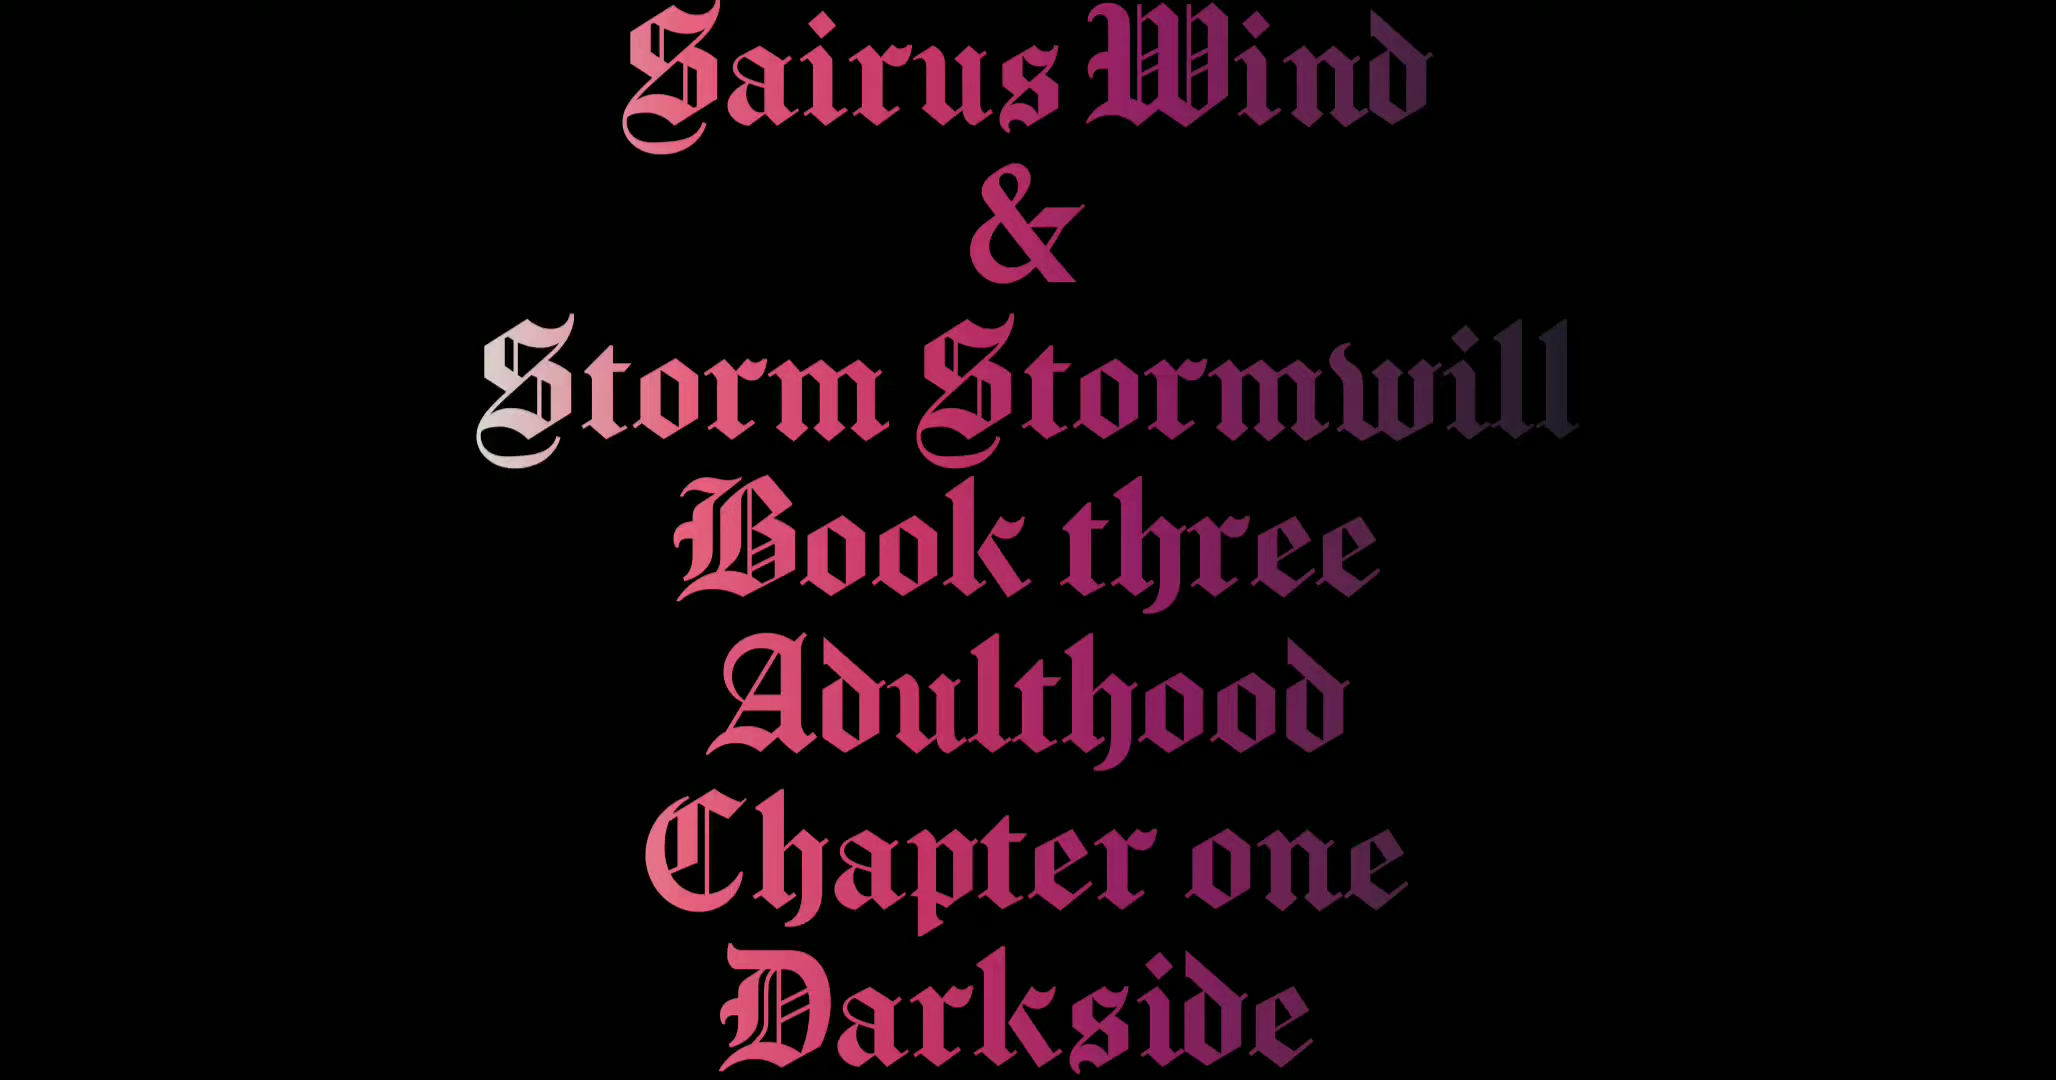 Sairus Wind
&
Storm Stormwill
Book three
Adulthood
Chapter one
Darkside